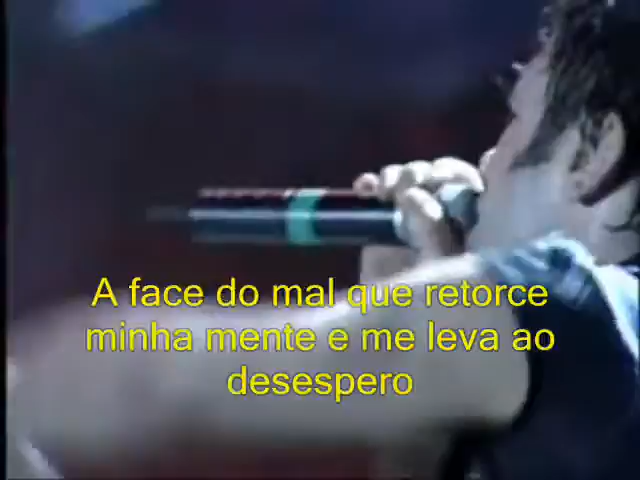 A face do mal que retorce
minha mente e me leva ao
desespero